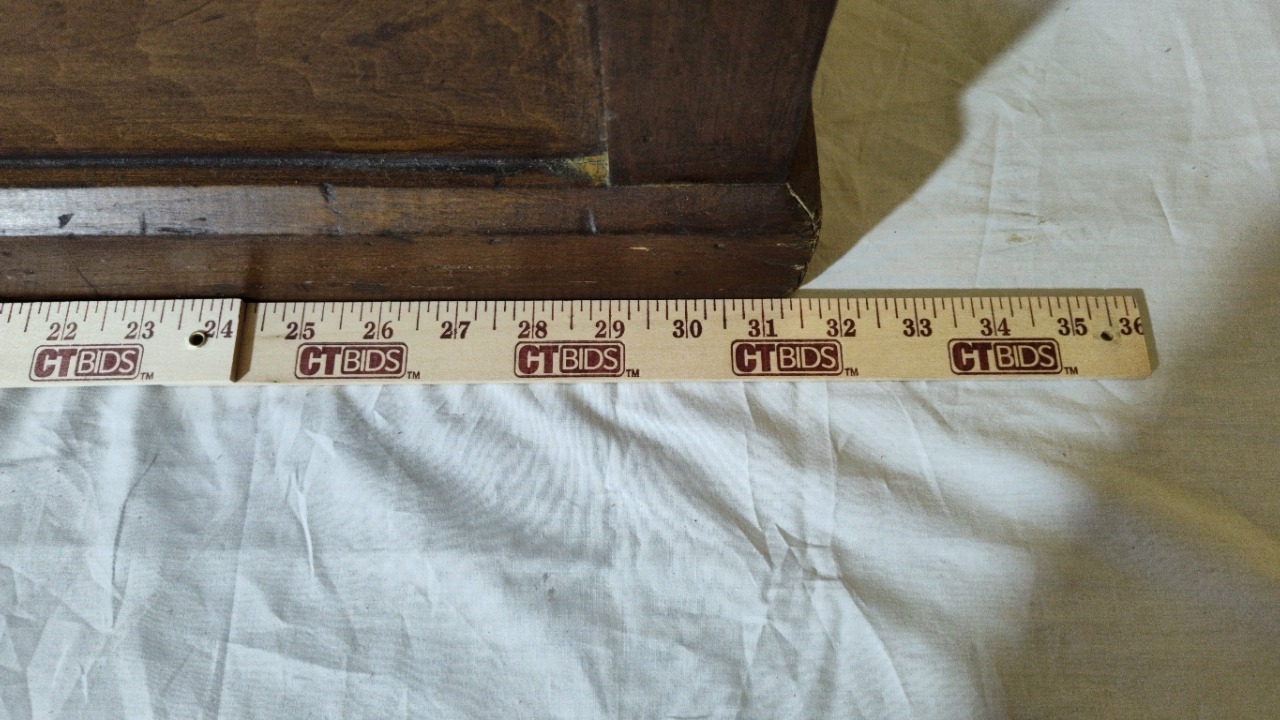 22 23 24 25 26 27 28 29 30 31 32 33 34 35 36
CTBIDS™ CTBIDS™ CTBIDS™ CTBIDS™ CTBIDS™